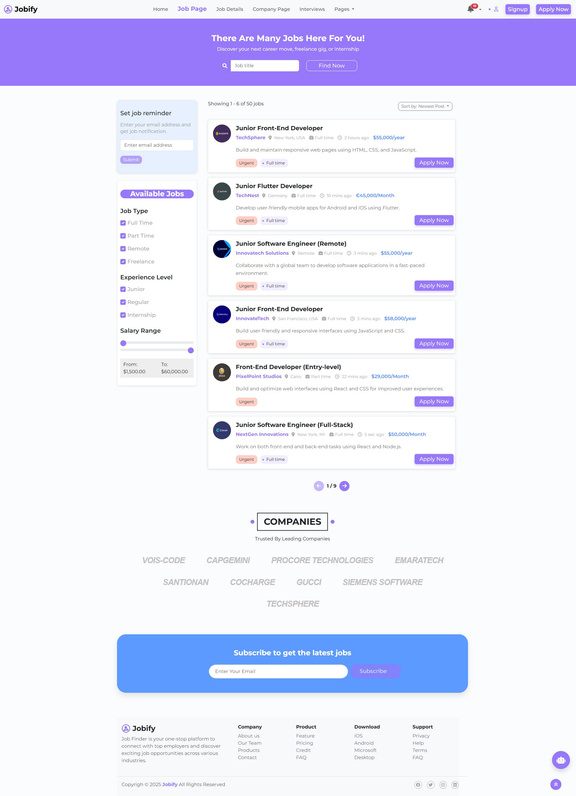 Jobify
Home
Job Page
Job Details
Company Page
Interviews
Pages
Signup
Apply Now
There Are Many Jobs Here For You!
Discover your next career move, freelance gig, or internship
Job title
Find Now
Set job reminder
Enter your email address and
get job notification
Enter email address
Submit
Available Jobs
Job Type
Full Time
Part Time
Remote
Freelance
Experience Level
Junior
Regular
Internship
Salary Range
From:
$1,500.00
To:
$60,000.00
Showing 1 - 6 of 50 jobs
Sort by: Newest Post
Junior Front-End Developer
TechSphere New York, USA Full time 2 hours ago $55,000/year
Build and maintain responsive web pages using HTML, CSS, and JavaScript.
Urgent
Full time
Apply Now
Junior Flutter Developer
TechNest Germany Full time 10 mins ago €45,000/Month
Develop user-friendly mobile apps for Android and iOS using Flutter.
Urgent
Full time
Apply Now
Junior Software Engineer (Remote)
Innovatech Solutions Remote Full time 3 mins ago $55,000/year
Collaborate with a global team to develop software applications in a fast-paced
environment.
Urgent
Full time
Apply Now
Junior Front-End Developer
InnovateTech San Francisco, USA Full time 5 mins ago $58,000/year
Build user-friendly and responsive interfaces using JavaScript and CSS.
Urgent
Full time
Apply Now
Front-End Developer (Entry-level)
PixelPoint Studios Cairo Part time 22 mins ago $29,000/Month
Build and optimize web interfaces using React and CSS for improved user experiences.
Urgent
Apply Now
Junior Software Engineer (Full-Stack)
NextGen Innovations New York, NY Full time 5 sec ago $50,000/Month
Work on both front-end and back-end tasks using React and Node.js.
Urgent
Full time
Apply Now
1 / 9
COMPANIES
Trusted By Leading Companies
VOIS-CODE
CAPGEMINI
PROCORE TECHNOLOGIES
EMARATECH
SANTIONAN
COCHARGE
GUCCI
SIEMENS SOFTWARE
TECHSPHERE
Subscribe to get the latest jobs
Enter Your Email
Subscribe
Jobify
Job Finder is your one-stop platform to
connect with top employers and discover
exciting job opportunities across various
industries.
Company
About us
Our Team
Products
Contact
Product
Feature
Pricing
Credit
FAQ
Download
iOS
Android
Microsoft
Desktop
Support
Privacy
Help
Terms
FAQ
Copyright © 2025 Jobify All Rights Reserved